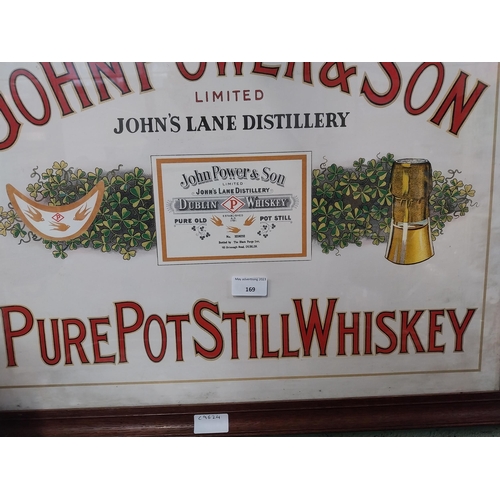 JOHN POWER & SON
LIMITED
JOHN'S LANE DISTILLERY
John Power & Son
LIMITED
JOHN'S LANE DISTILLERY
DUBLIN P WHISKEY
ESTABLISHED
PURE OLD POT STILL
P
169
PURE POT STILL WHISKEY